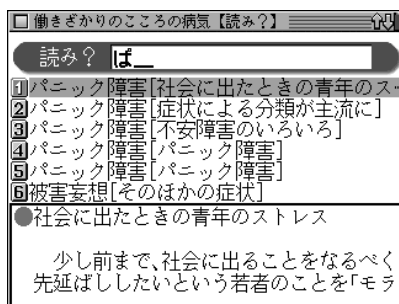 働きざかりのこころの病気【読み?】
読み? ぱ__
1パニック障害[社会に出たときの青年のス…
2パニック障害[症状による分類が主流に]
3パニック障害[不安障害のいろいろ]
4パニック障害[パニック障害]
5パニック障害[パニック障害]
6被害妄想[そのほかの症状]
●社会に出たときの青年のストレス
少し前まで、社会に出ることをなるべく
先延ばししたいという若者のことを「モラ